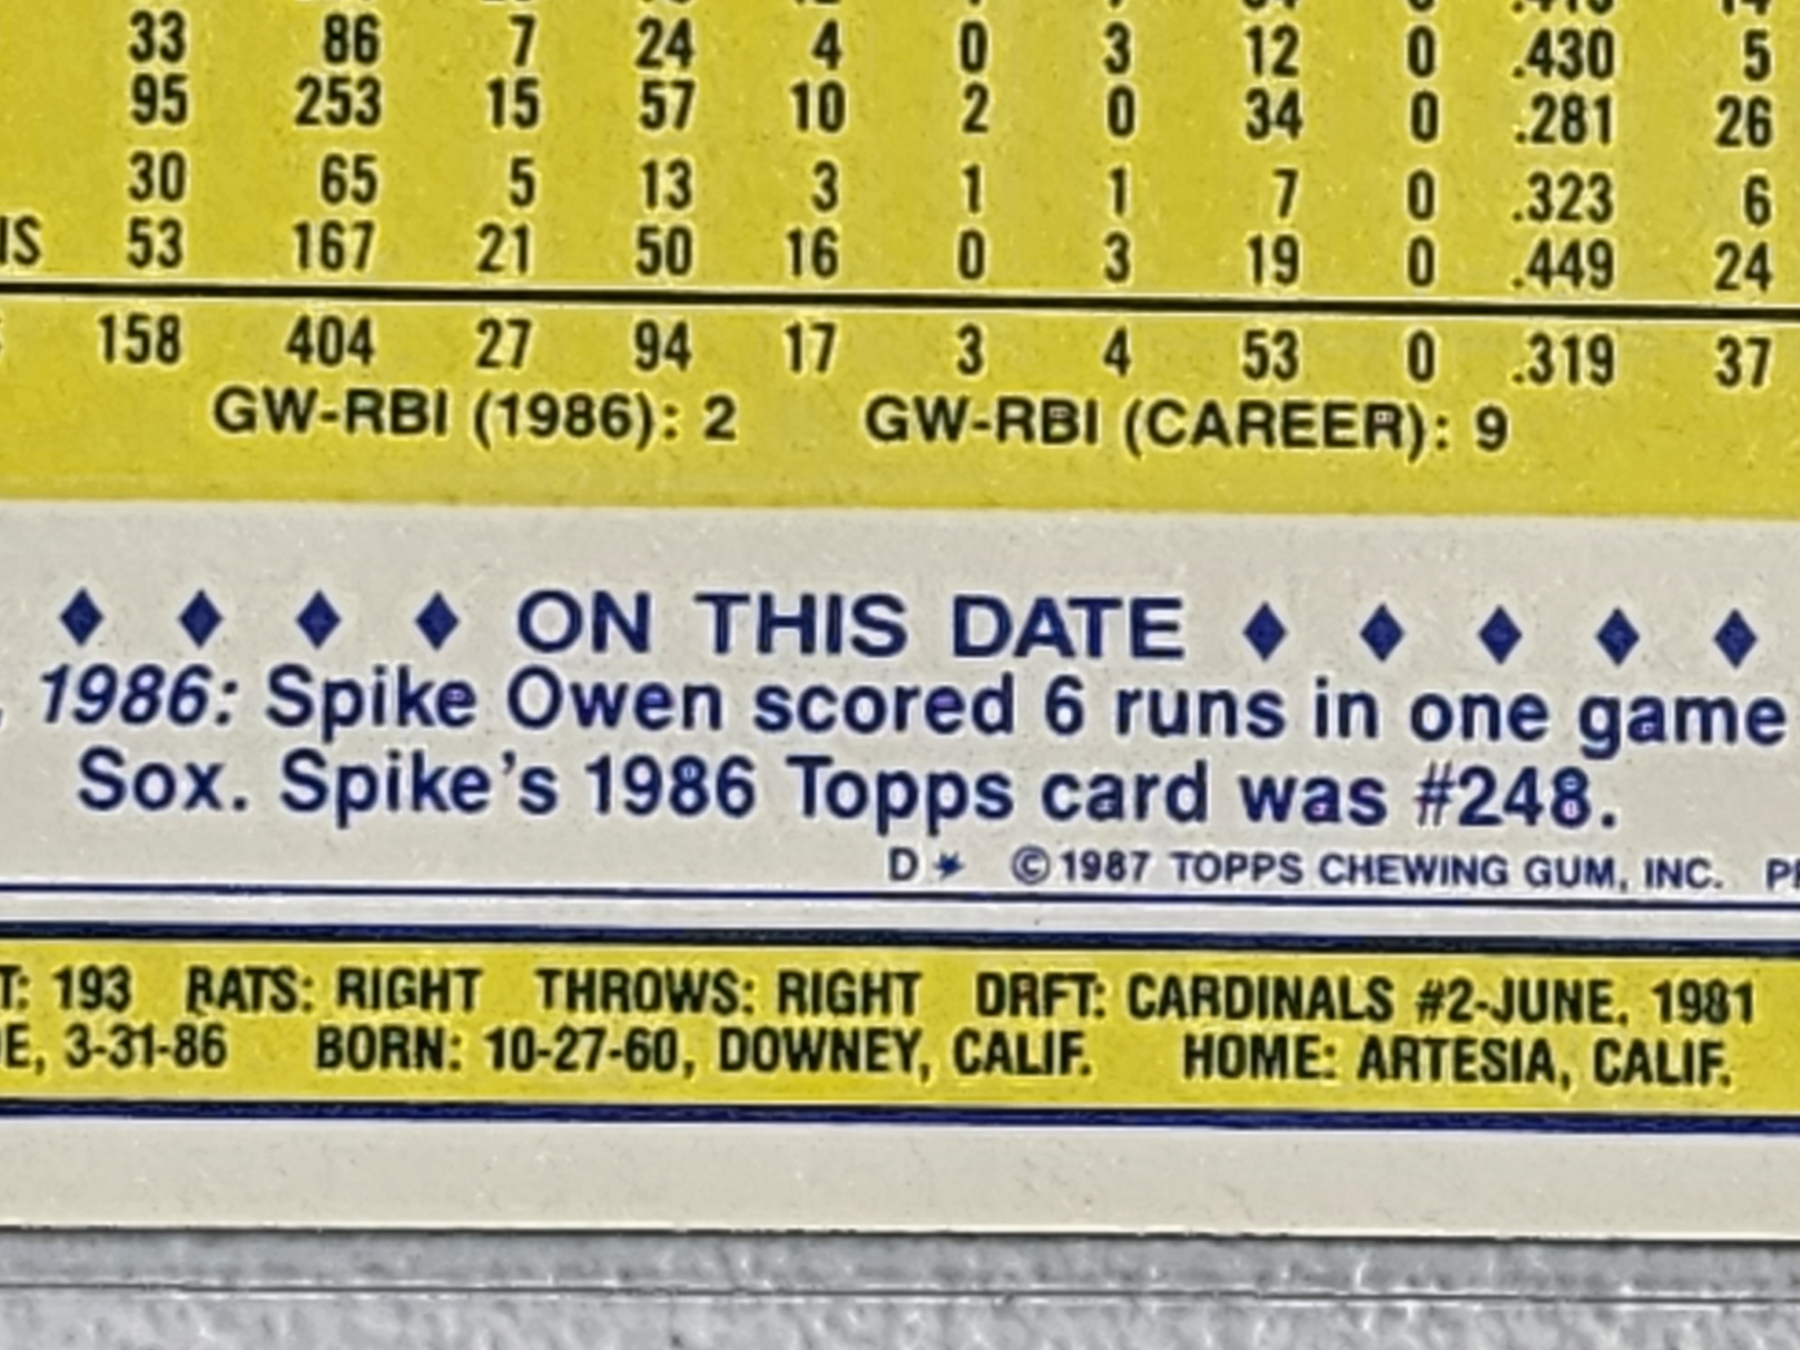 33 86 7 24 4 0 3 12 0 .430 5
95 253 15 57 10 2 0 34 0 .281 26
30 65 5 13 3 1 1 7 0 .323 6
NS 53 167 21 50 16 0 3 19 0 .449 24
158 404 27 94 17 3 4 53 0 .319 37
GW-RBI (1986): 2 GW-RBI (CAREER): 9
♦ ♦ ♦ ♦ ON THIS DATE ♦ ♦ ♦ ♦ ♦
, 1986: Spike Owen scored 6 runs in one game
Sox. Spike's 1986 Topps card was #248.
D* ©1987 TOPPS CHEWING GUM, INC.
T: 193 BATS: RIGHT THROWS: RIGHT DRFT: CARDINALS #2-JUNE, 1981
DE, 3-31-86 BORN: 10-27-60, DOWNEY, CALIF. HOME: ARTESIA, CALIF.